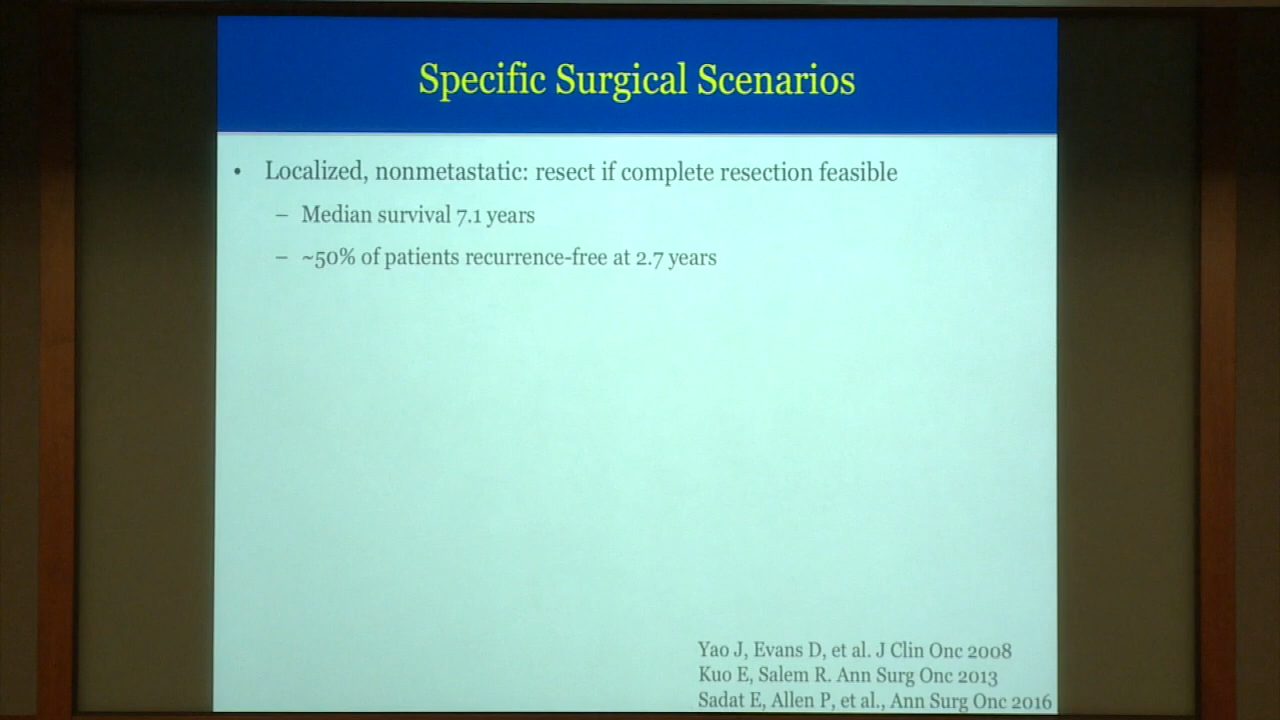 Specific Surgical Scenarios
• Localized, nonmetastatic: resect if complete resection feasible
– Median survival 7.1 years
– ~50% of patients recurrence-free at 2.7 years
Yao J, Evans D, et al. J Clin Onc 2008
Kuo E, Salem R. Ann Surg Onc 2013
Sadat E, Allen P, et al., Ann Surg Onc 2016